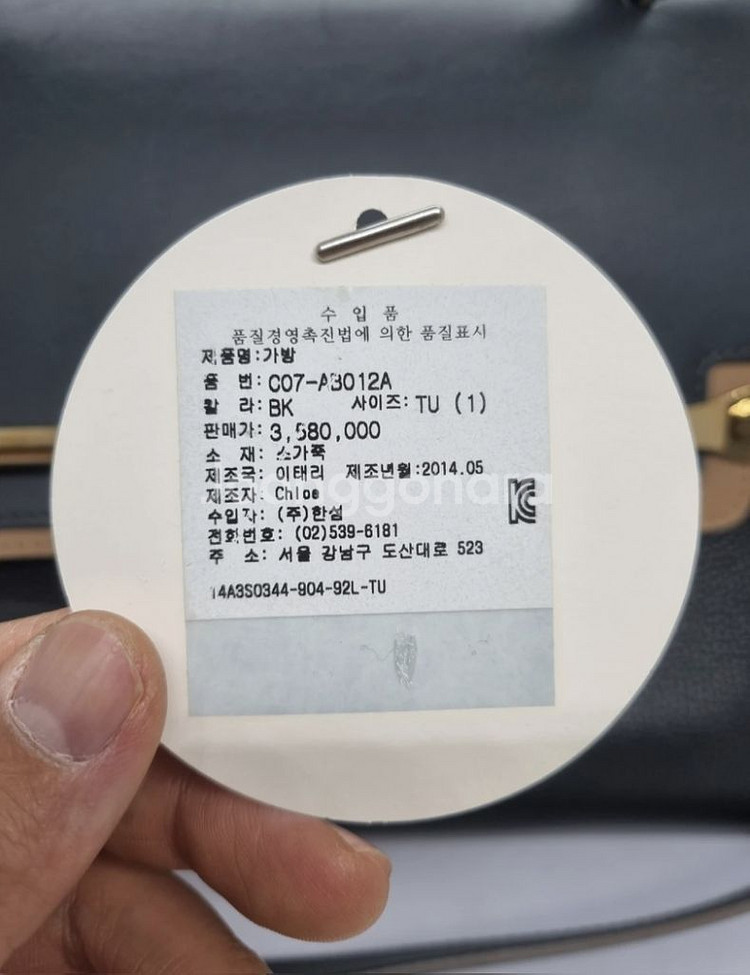 수 입 품
품질경영촉진법에 의한 품질표시
제품명:가방
품 번: C07-A3012A
칼 라: BK 사이즈: TU (1)
판매가: 3,580,000
소 재: 소가죽
제조국: 이태리 제조년월:2014.05
제조자: Chloe
수입자: (주)한섬
전화번호: (02)539-6181
주 소: 서울 강남구 도산대로 523
14A3S0344-904-92L-TU